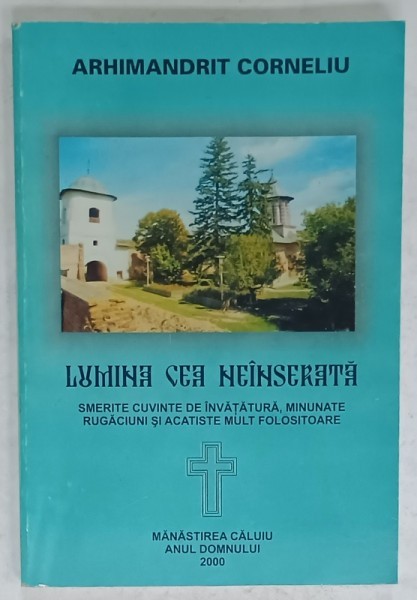 ARHIMANDRIT CORNELIU
LUMINA CEA NEÎNSERATĂ
SMERITE CUVINTE DE ÎNVĂȚĂTURĂ, MINUNATE
RUGĂCIUNI ȘI ACATISTE MULT FOLOSITOARE
MĂNĂSTIREA CĂLUIU
ANUL DOMNULUI
2000